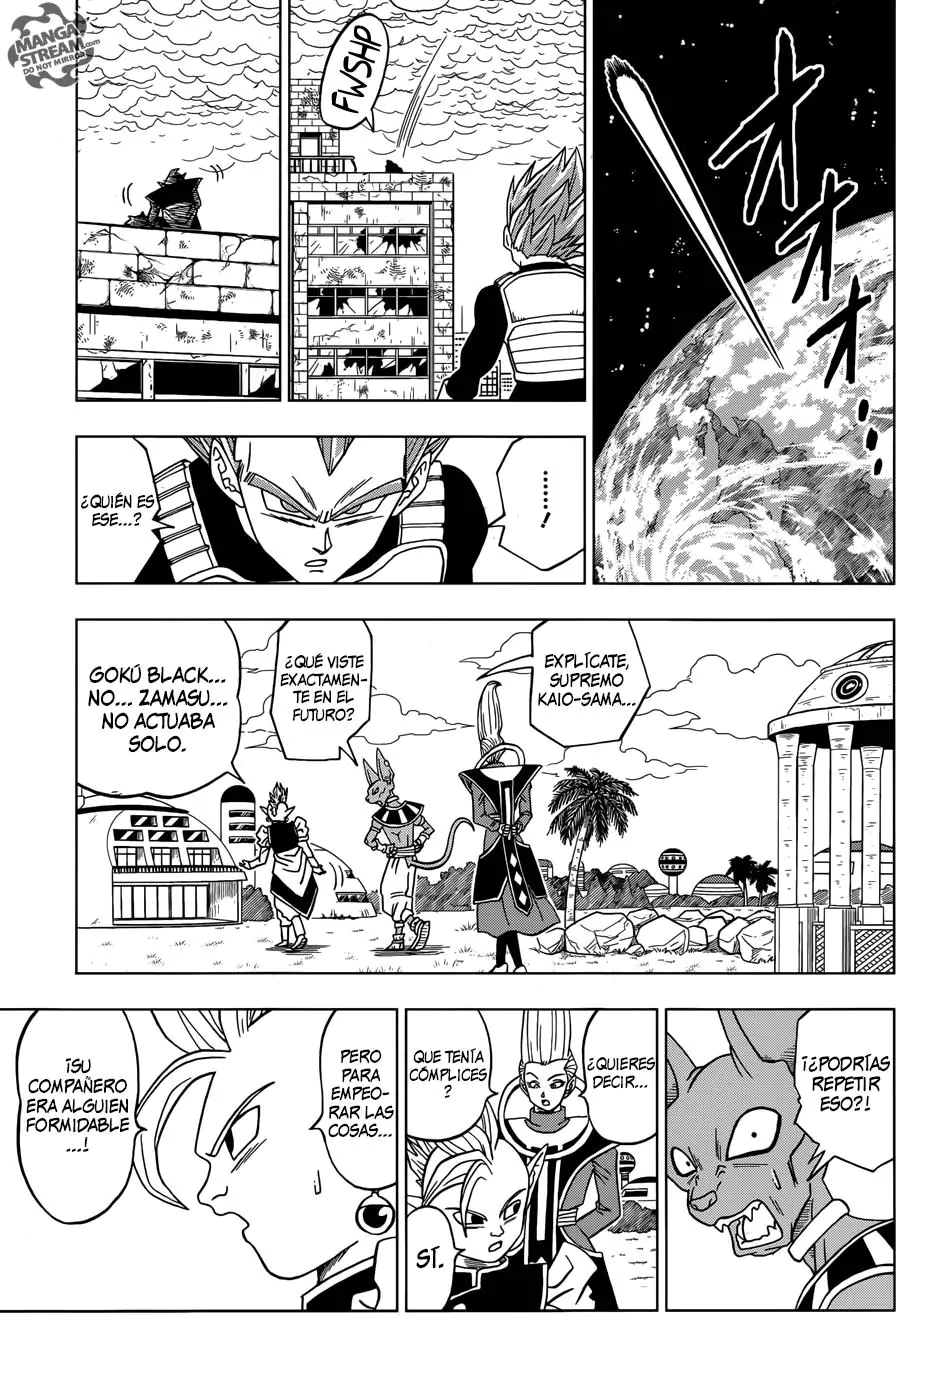 MANGA
STREAM.com
DO NOT MIRROR
オオオ・・・
FWSHP
......!
¿QUIÉN ES
ESE...?
EXPLÍCATE,
SUPREMO
KAIO-SAMA...
¿QUÉ VISTE
EXACTAMEN-
TE EN EL
FUTURO?
GOKÚ BLACK...
NO... ZAMASU...
NO ACTUABA
SOLO.
¡¿PODRÍAS
REPETIR
ESO?!
¿QUIERES
DECIR...
QUE TENÍA
CÓMPLICES
?
SÍ.
PERO
PARA
EMPEO-
RAR LAS
COSAS...
¡SU
COMPAÑERO
ERA ALGUIEN
FORMIDABLE
...!